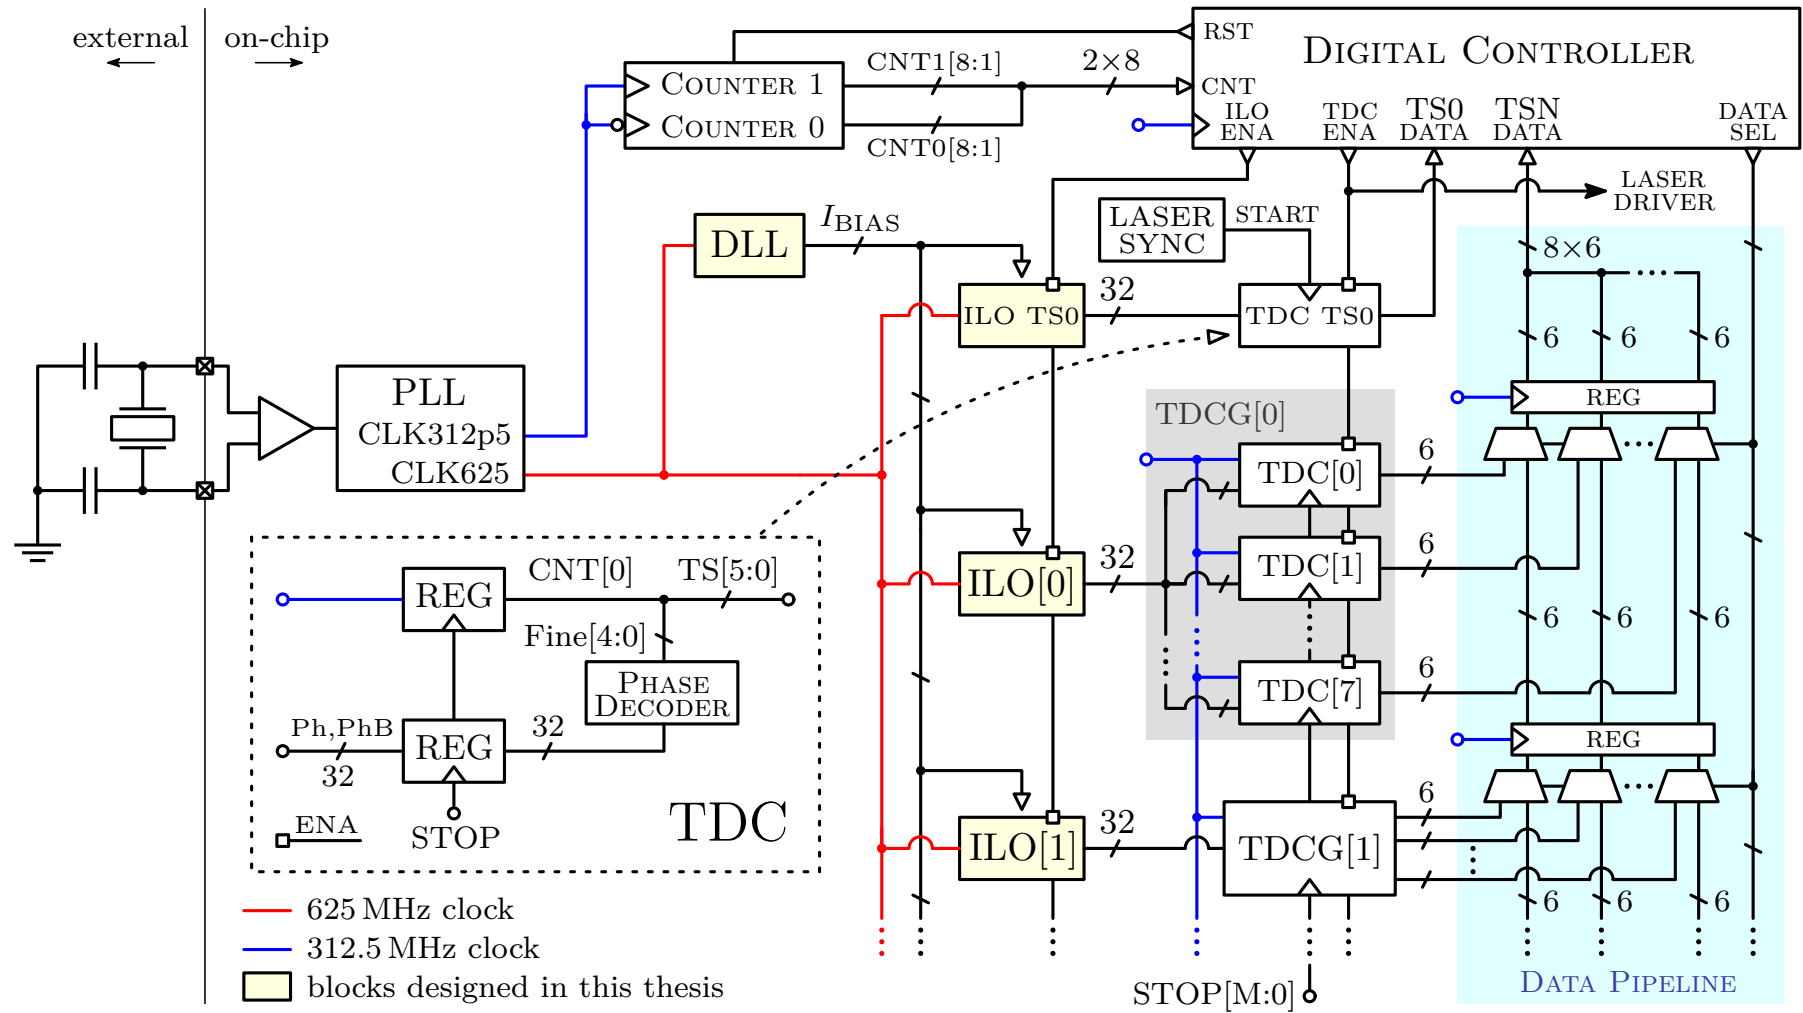 external
on-chip
RST
DIGITAL CONTROLLER
CNT1[8:1]
2×8
COUNTER 1
CNT
COUNTER 0
CNT0[8:1]
ILO
ENA
TDC
ENA
TS0
DATA
TSN
DATA
DATA
SEL
LASER
DRIVER
LASER
SYNC
START
I_BIAS
DLL
8×6
ILO TS0
32
TDC TS0
6
6
6
PLL
CLK312p5
CLK625
REG
TDCG[0]
TDC[0]
6
TDC[1]
6
ILO[0]
32
6
6
6
TDC[7]
6
REG
CNT[0]
TS[5:0]
REG
Fine[4:0]
PHASE
DECODER
Ph,PhB
32
REG
32
ENA
STOP
TDC
ILO[1]
32
TDCG[1]
6
6
6
6
625 MHz clock
312.5 MHz clock
blocks designed in this thesis
STOP[M:0]
DATA PIPELINE